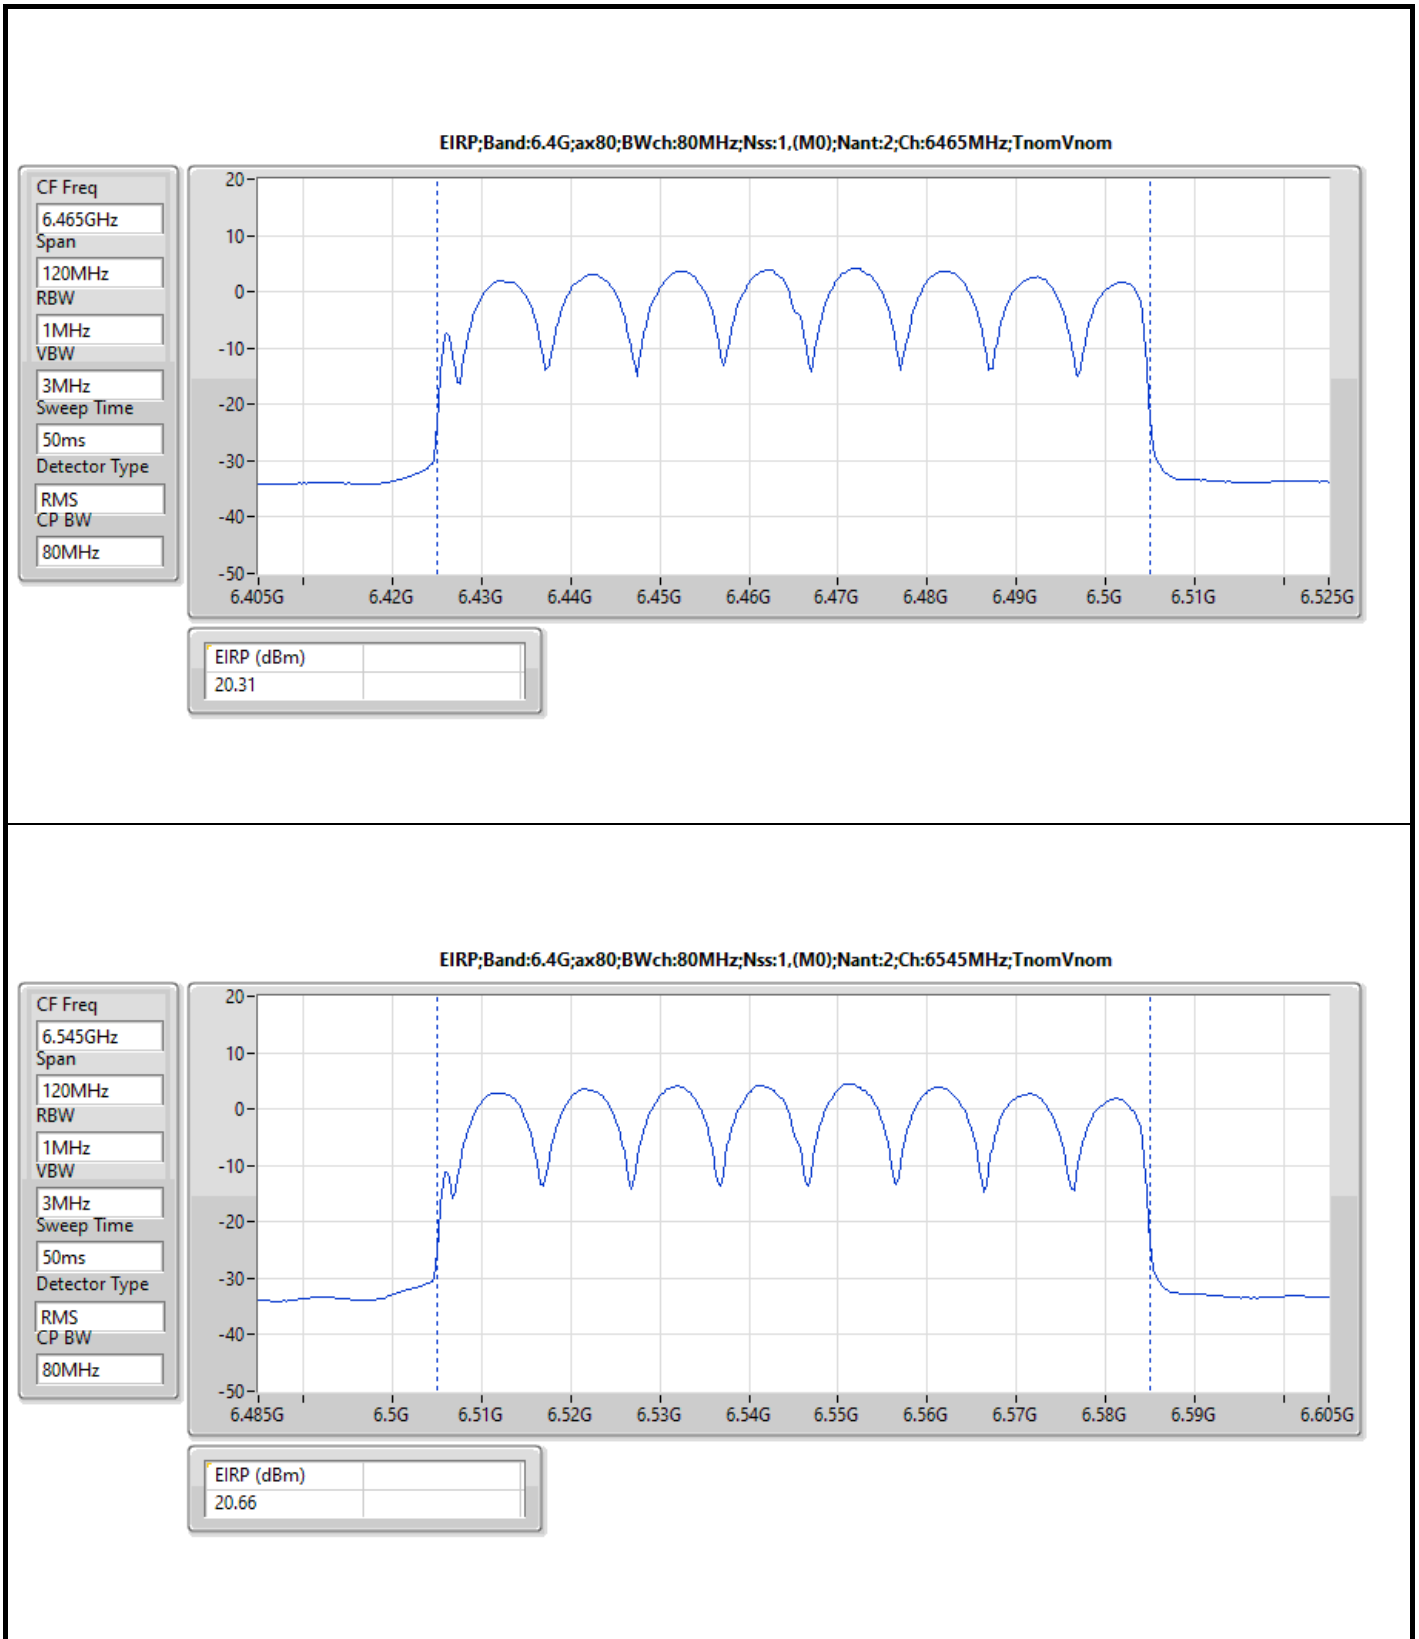 EIRP;Band:6.4G;ax80;BWch:80MHz;Nss:1,(M0);Nant:2;Ch:6465MHz;TnomVnom
CF Freq
6.465GHz
Span
120MHz
RBW
1MHz
VBW
3MHz
Sweep Time
50ms
Detector Type
RMS
CP BW
80MHz
20
10
0
-10
-20
-30
-40
-50
6.405G 6.42G 6.43G 6.44G 6.45G 6.46G 6.47G 6.48G 6.49G 6.5G 6.51G 6.525G
EIRP (dBm)
20.31
EIRP;Band:6.4G;ax80;BWch:80MHz;Nss:1,(M0);Nant:2;Ch:6545MHz;TnomVnom
CF Freq
6.545GHz
Span
120MHz
RBW
1MHz
VBW
3MHz
Sweep Time
50ms
Detector Type
RMS
CP BW
80MHz
20
10
0
-10
-20
-30
-40
-50
6.485G 6.5G 6.51G 6.52G 6.53G 6.54G 6.55G 6.56G 6.57G 6.58G 6.59G 6.605G
EIRP (dBm)
20.66